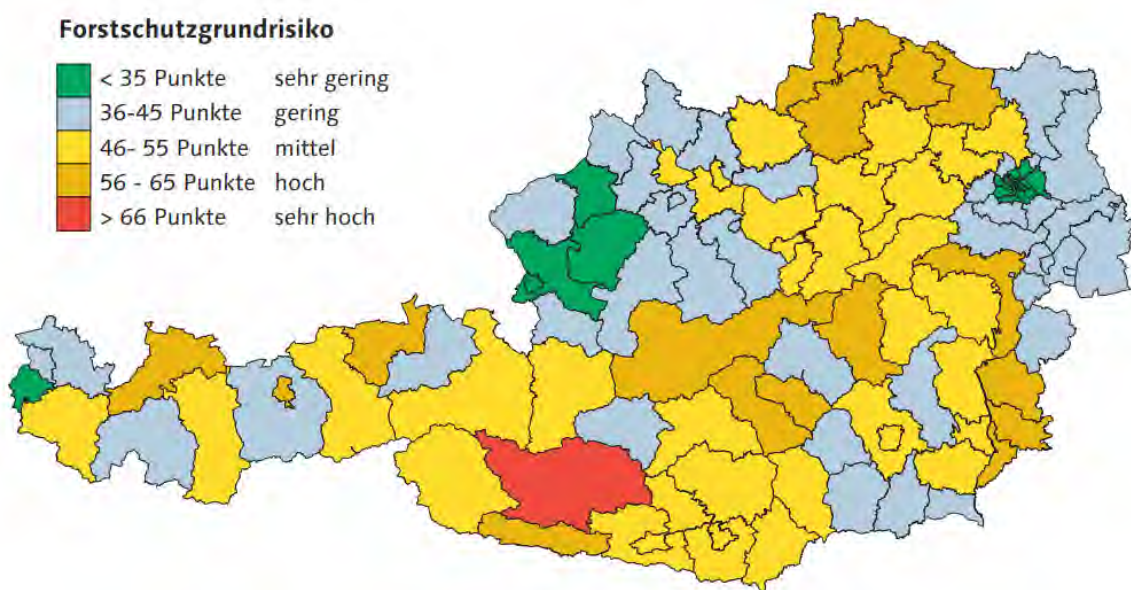 Forstschutzgrundrisiko
< 35 Punkte sehr gering
36-45 Punkte gering
46- 55 Punkte mittel
56 - 65 Punkte hoch
> 66 Punkte sehr hoch